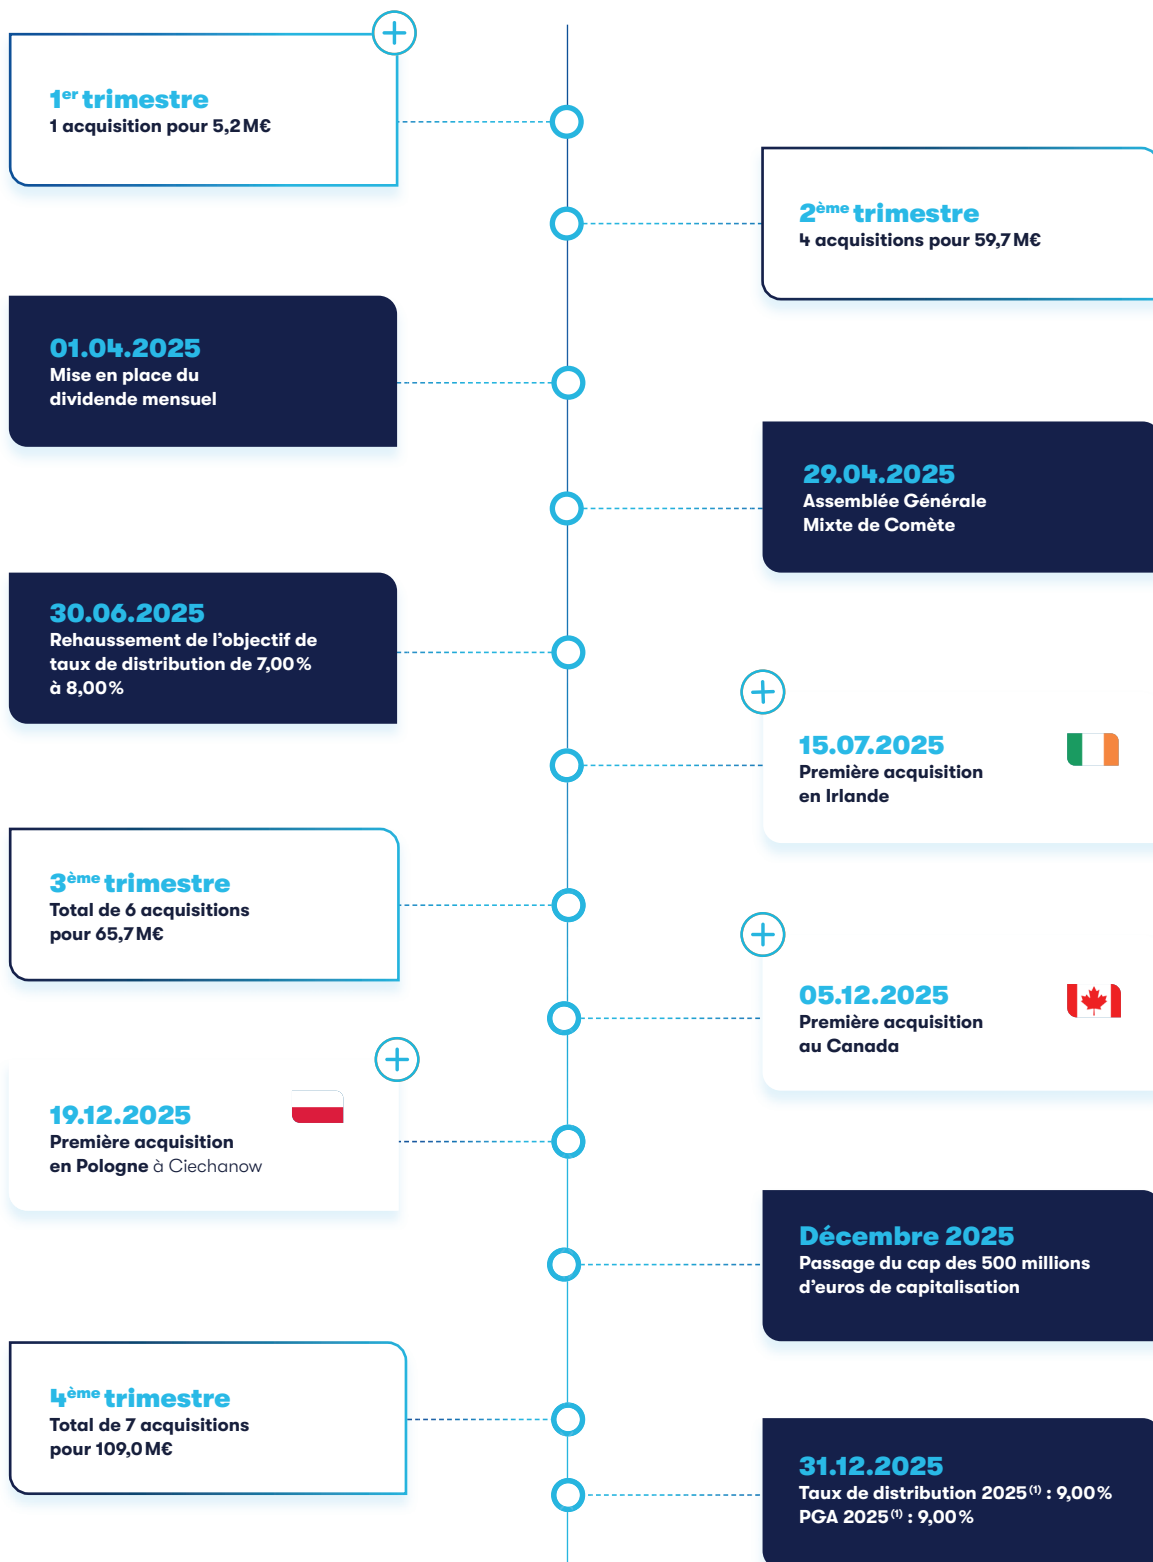 1er trimestre
1 acquisition pour 5,2 M€
2ème trimestre
4 acquisitions pour 59,7 M€
01.04.2025
Mise en place du
dividende mensuel
29.04.2025
Assemblée Générale
Mixte de Comète
30.06.2025
Rehaussement de l'objectif de
taux de distribution de 7,00 %
à 8,00 %
15.07.2025
Première acquisition
en Irlande
3ème trimestre
Total de 6 acquisitions
pour 65,7 M€
05.12.2025
Première acquisition
au Canada
19.12.2025
Première acquisition
en Pologne à Ciechanow
Décembre 2025
Passage du cap des 500 millions
d'euros de capitalisation
4ème trimestre
Total de 7 acquisitions
pour 109,0 M€
31.12.2025
Taux de distribution 2025(1) : 9,00 %
PGA 2025(1) : 9,00 %